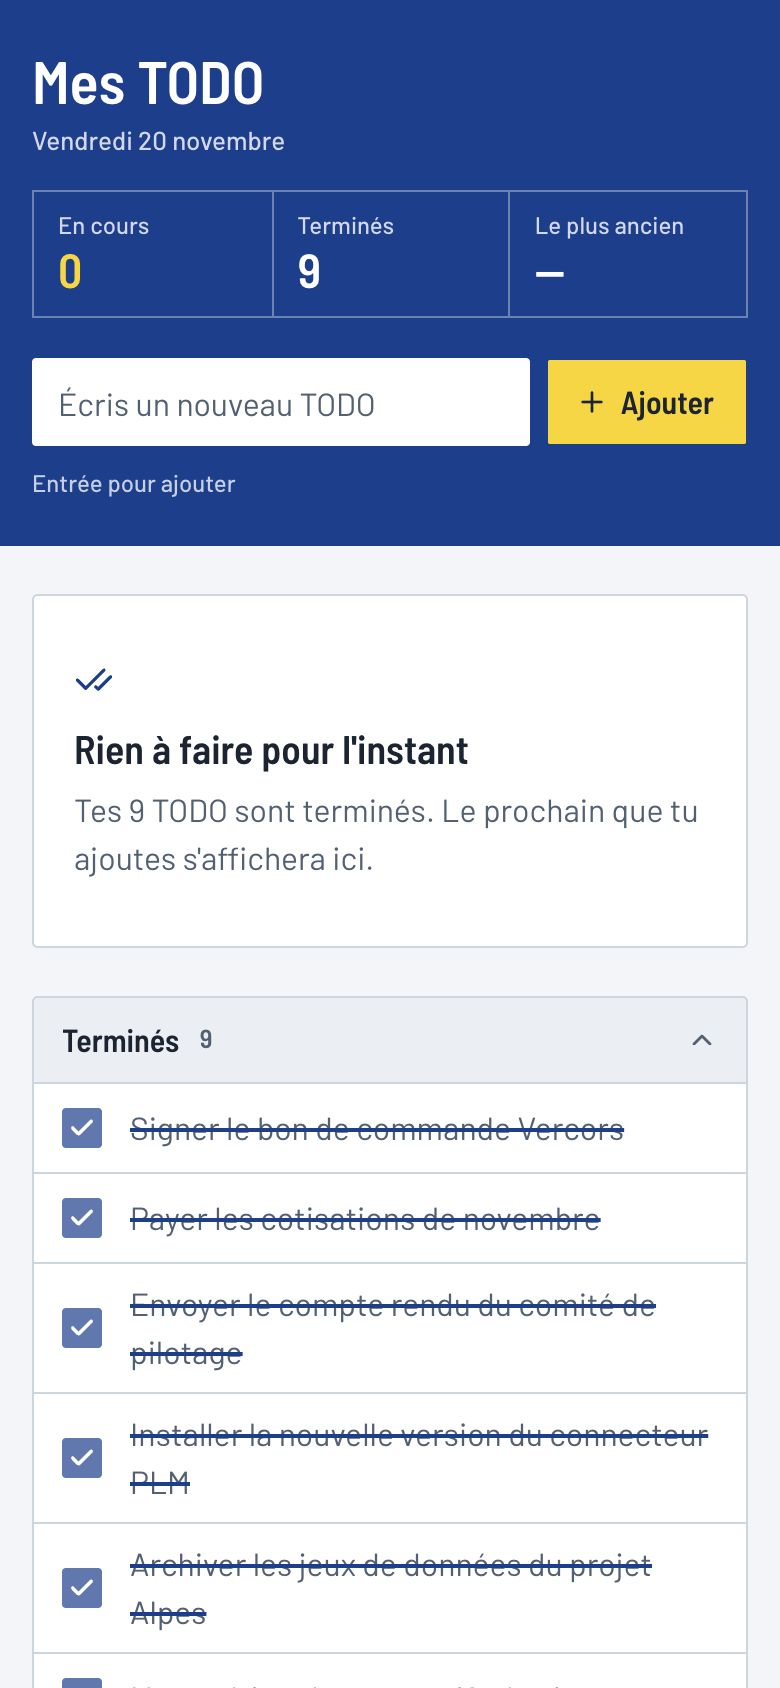 Mes TODO
Vendredi 20 novembre
En cours
0
Terminés
9
Le plus ancien
–
Écris un nouveau TODO
+ Ajouter
Entrée pour ajouter
Rien à faire pour l'instant
Tes 9 TODO sont terminés. Le prochain que tu
ajoutes s'affichera ici.
Terminés 9
Signer le bon de commande Vercors
Payer les cotisations de novembre
Envoyer le compte rendu du comité de
pilotage
Installer la nouvelle version du connecteur
PLM
Archiver les jeux de données du projet
Alpes